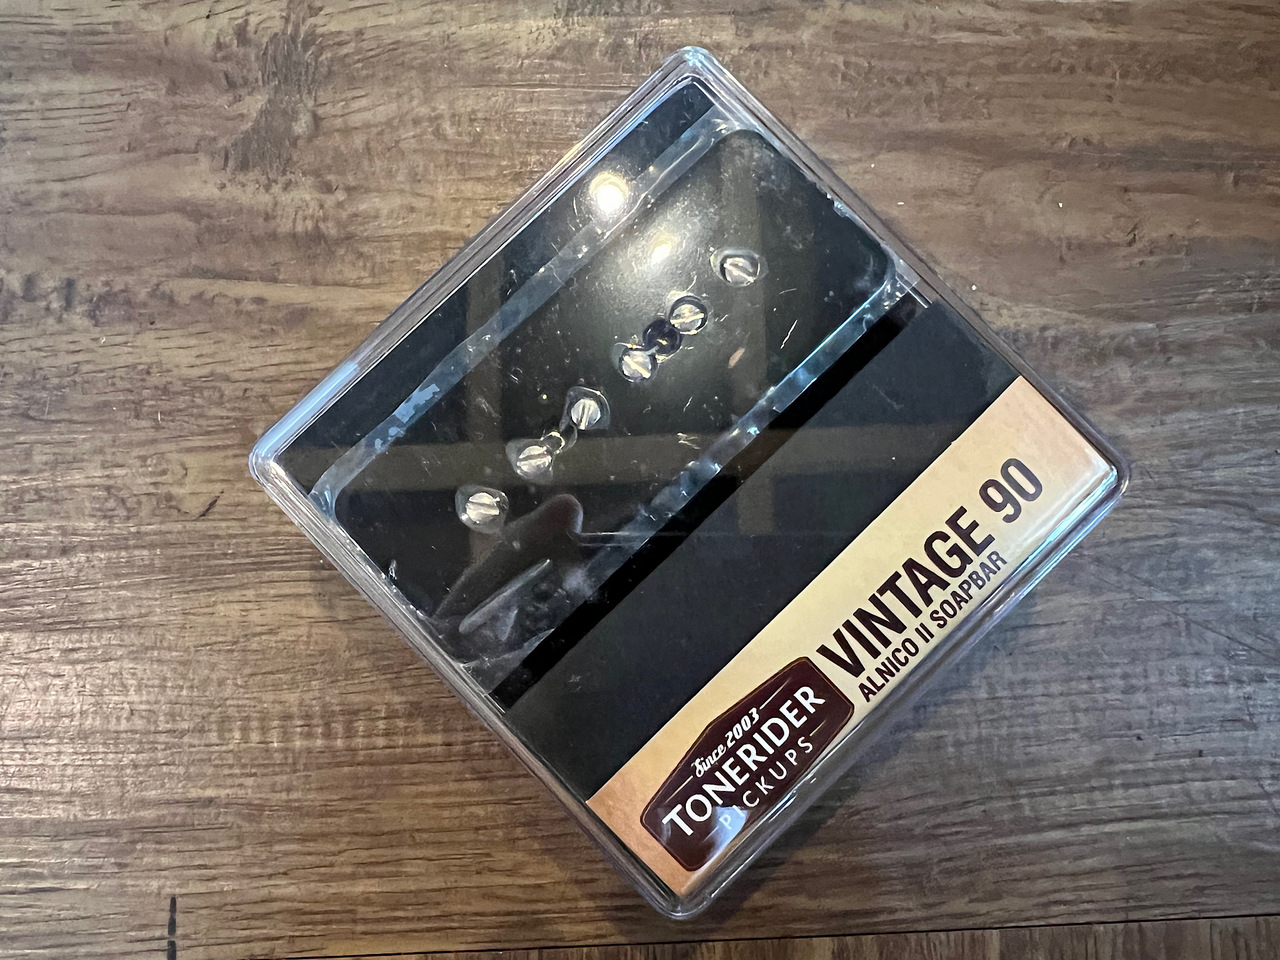 VINTAGE 90
ALNICO II SOAPBAR
Since 2003
TONERIDER
PICKUPS